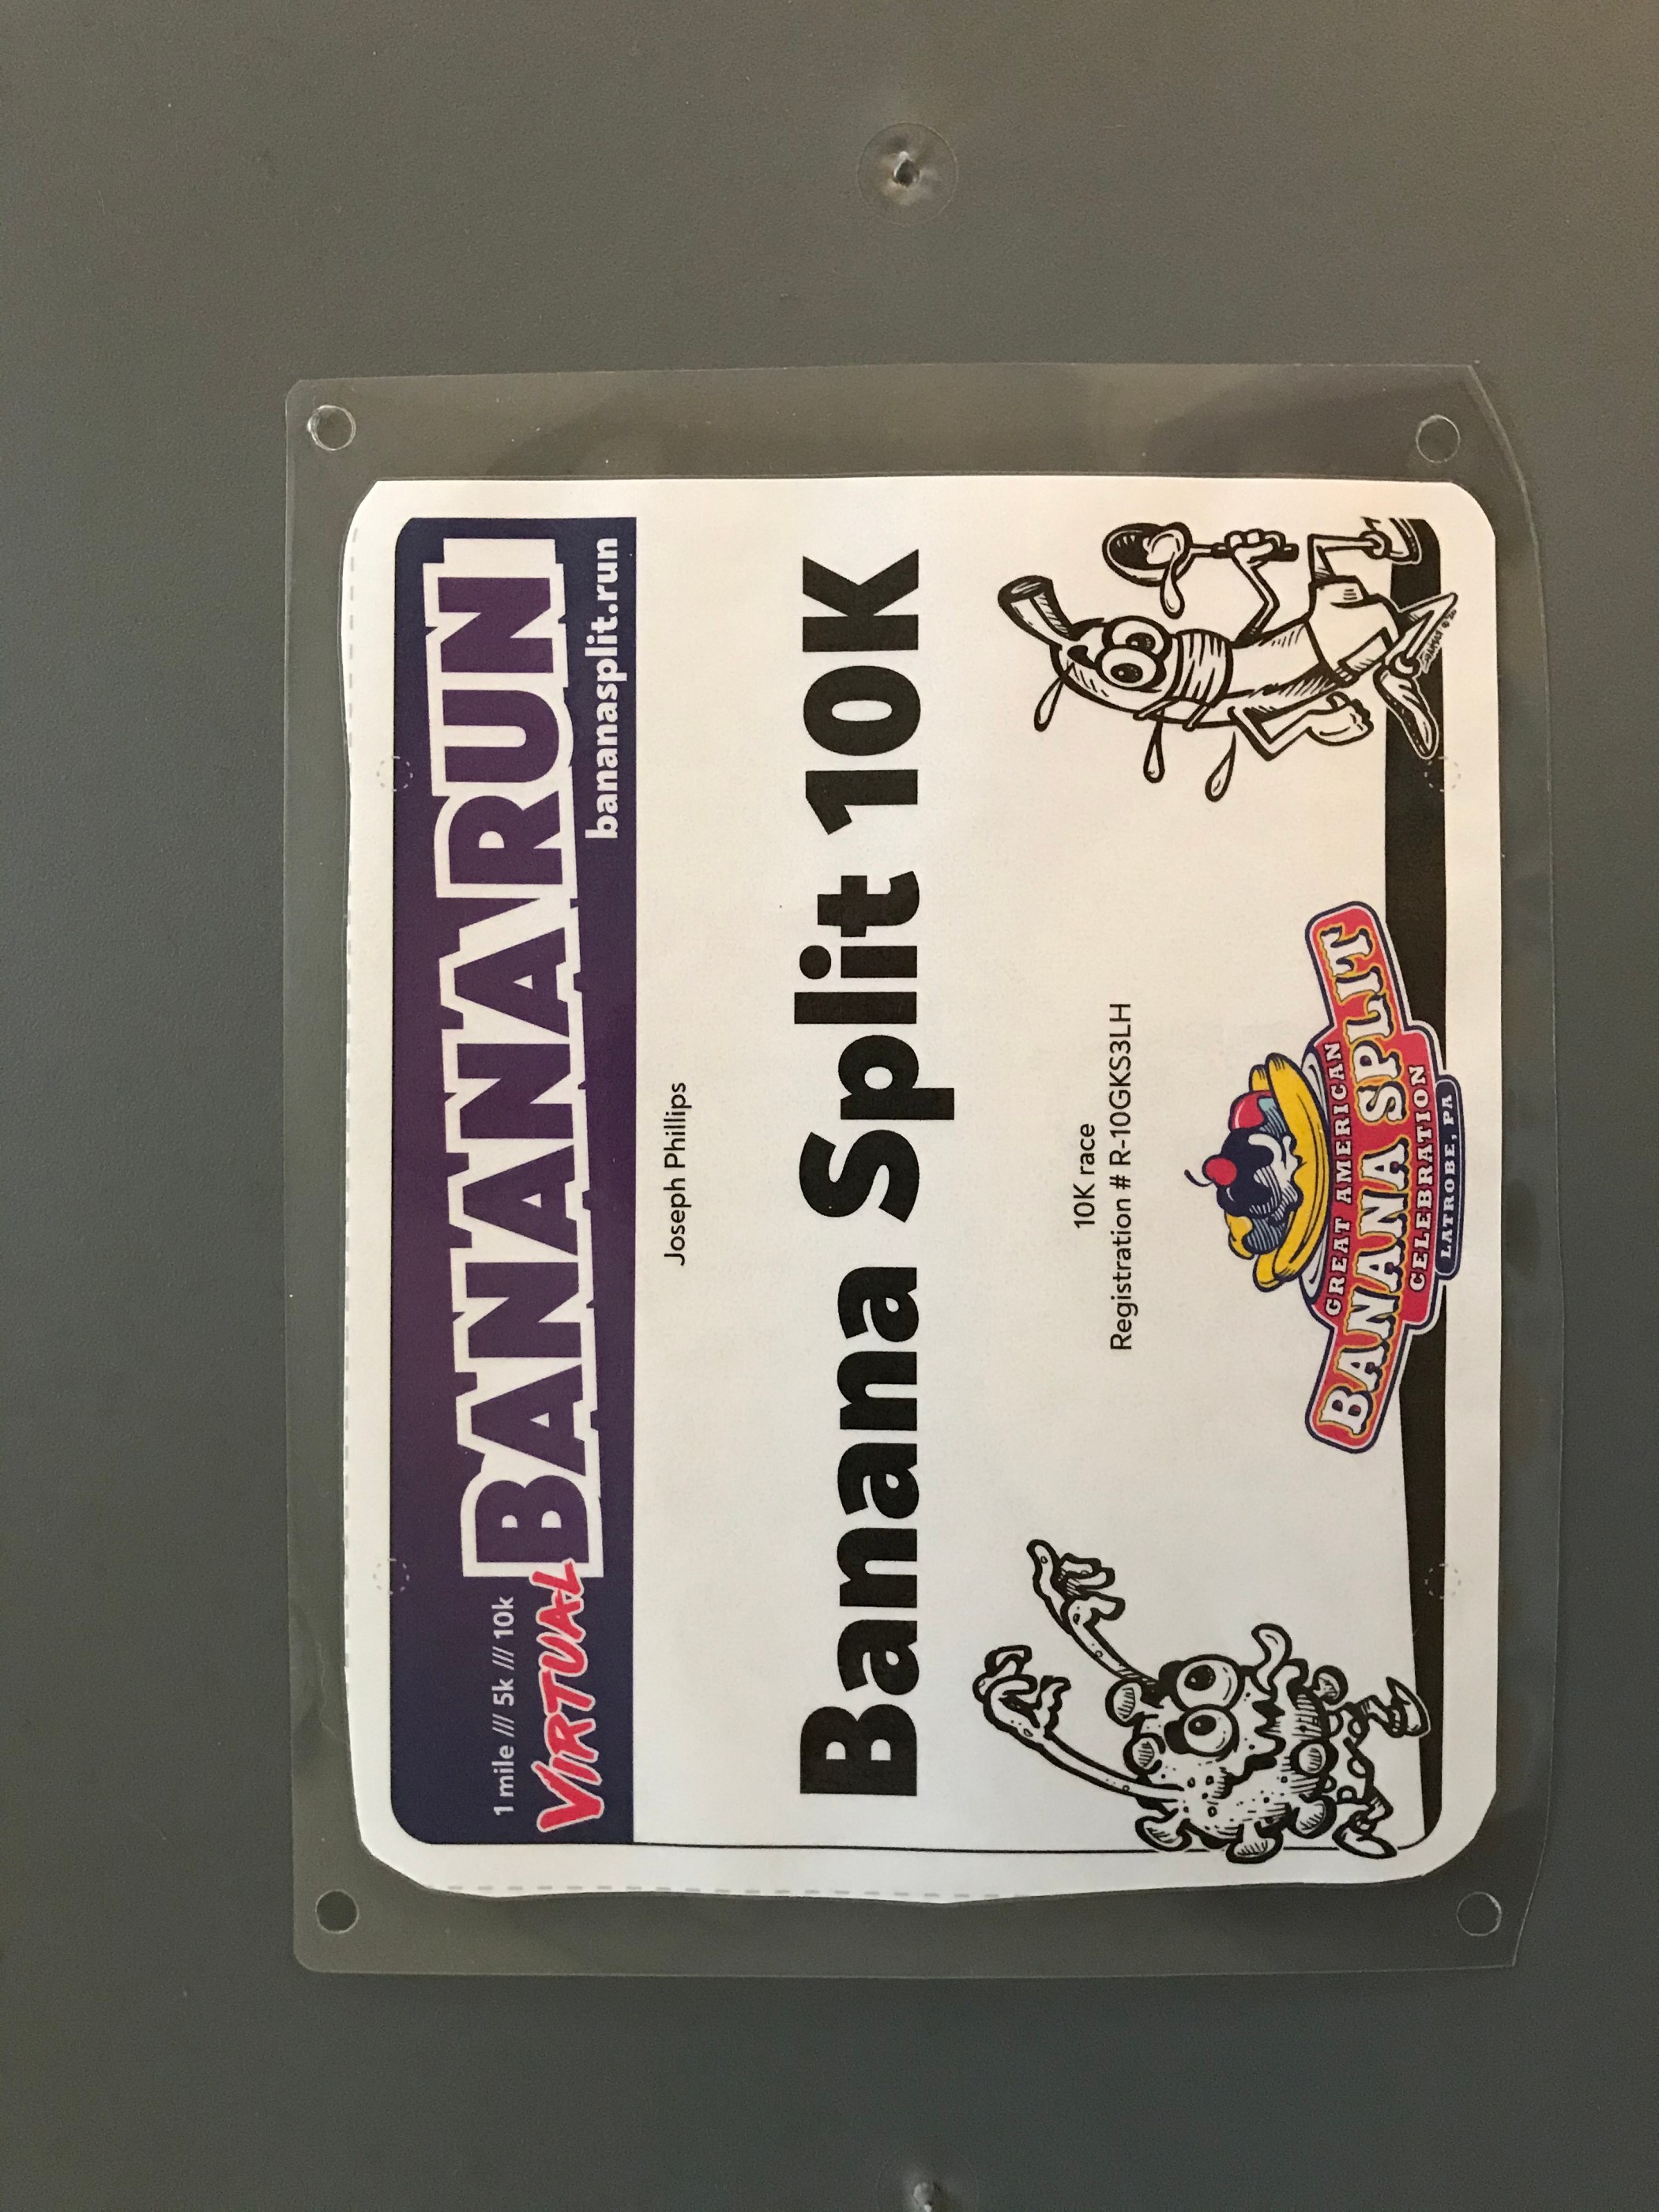 1 mile /// 5k /// 10k
VIRTUAL
BANANA RUN
bananasplit.run
Joseph Phillips
Banana Split 10K
10K race
Registration # R-10GKS3LH
GREAT AMERICAN
BANANA SPLIT
CELEBRATION
LATROBE, PA